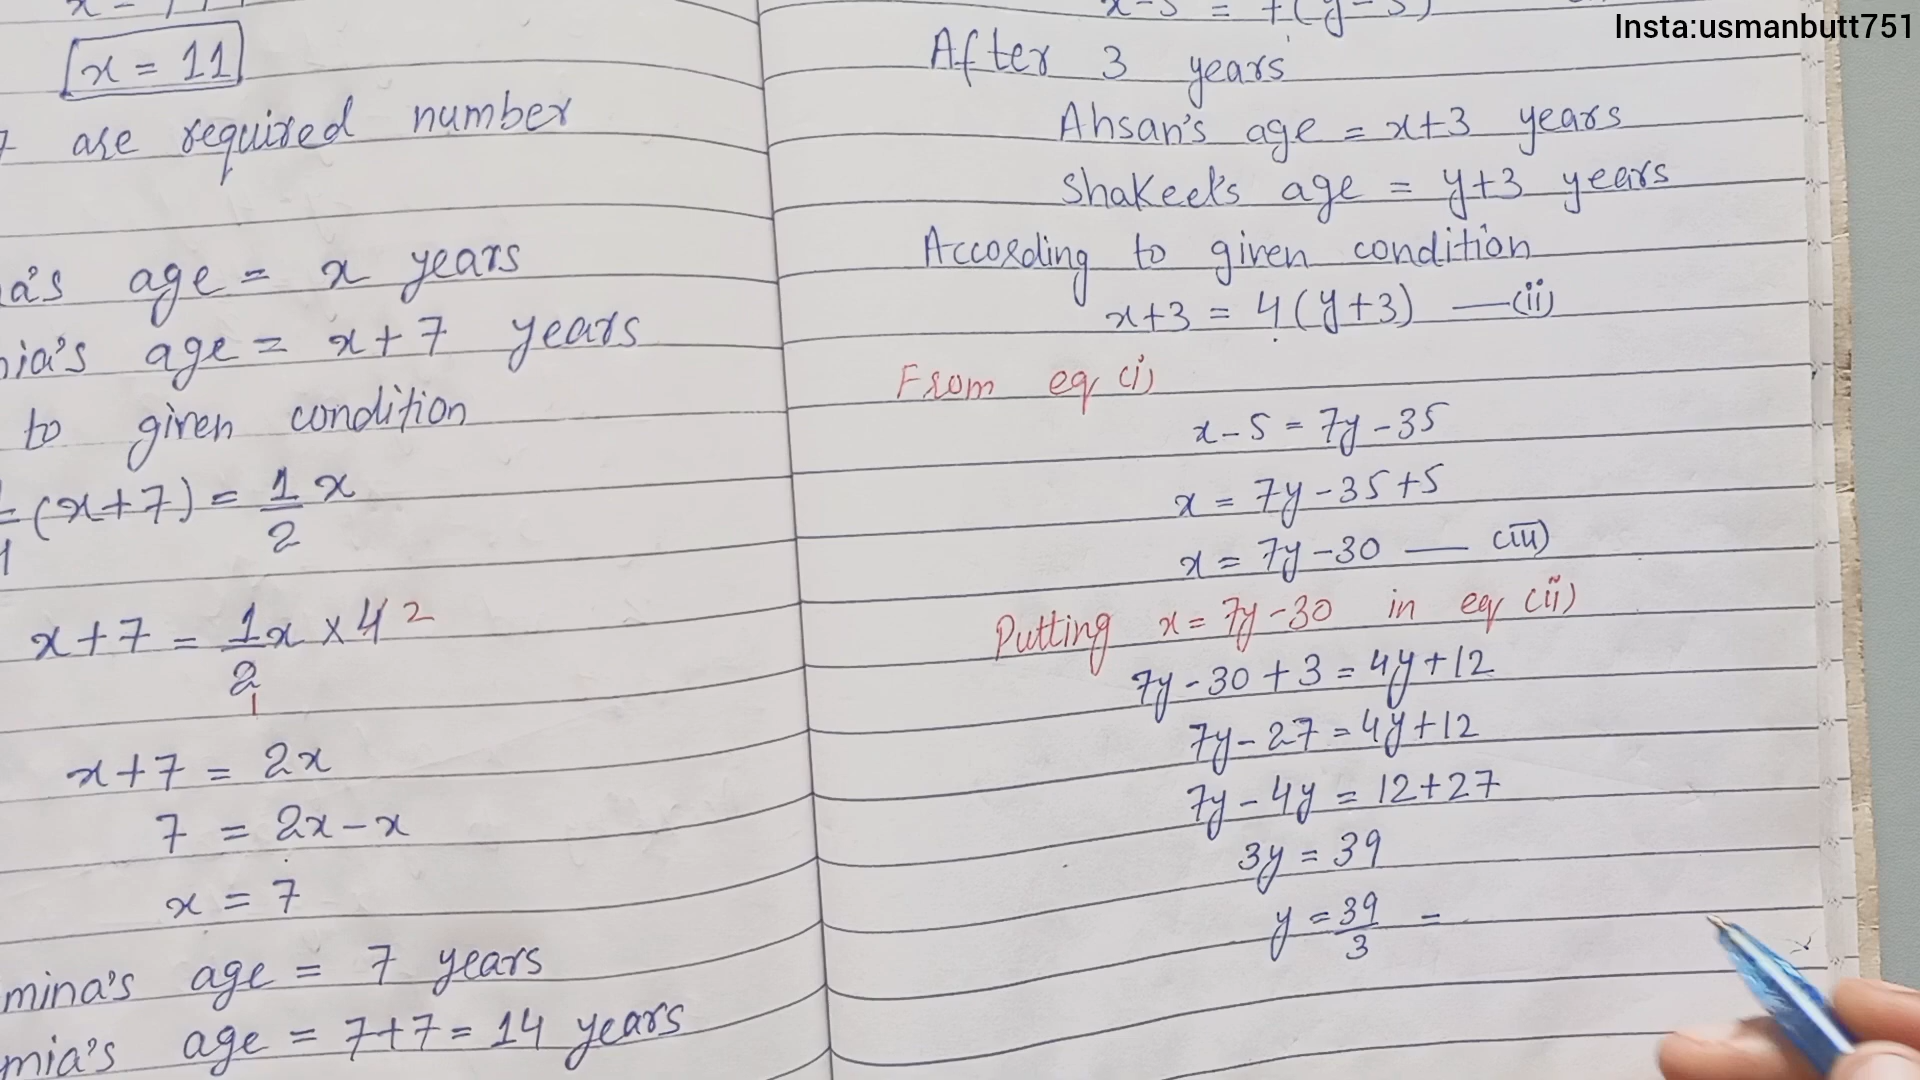 x = 11
7 are required number
a's age = x years
nia's age = x + 7 years
to given condition
(x+7) = 1/2 x
x + 7 = 1/2 x × 4 2
1
x + 7 = 2x
7 = 2x - x
x = 7
mina's age = 7 years
mia's age = 7+7 = 14 years
Insta:usmanbutt751
After 3 years
Ahsan's age = x+3 years
Shakeel's age = y+3 years
According to given condition
x+3 = 4(y+3) —(ii)
From eq (i)
x - 5 = 7y - 35
x = 7y - 35 + 5
x = 7y - 30 — (iii)
Putting x = 7y - 30 in eq (ii)
7y - 30 + 3 = 4y + 12
7y - 27 = 4y + 12
7y - 4y = 12 + 27
3y = 39
y = 39/3 =